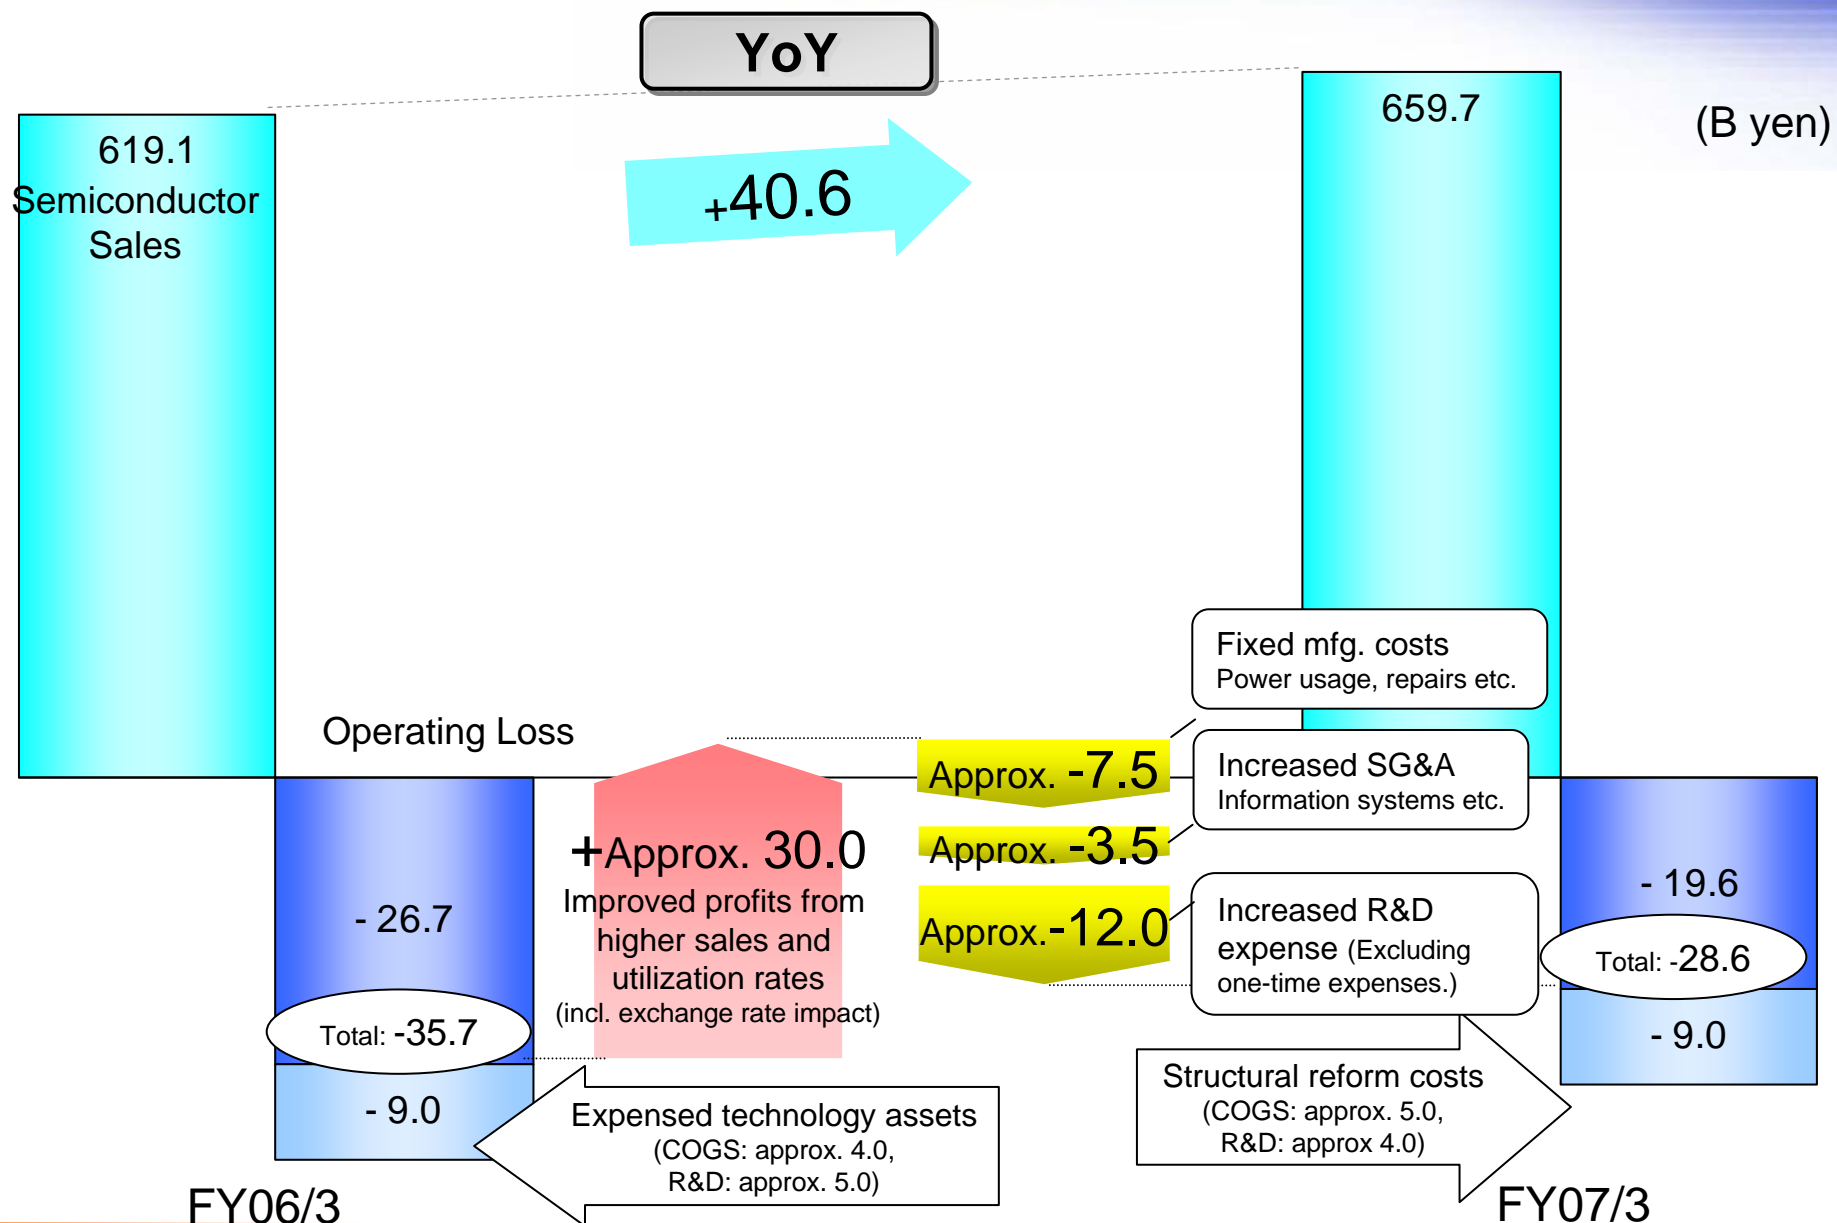 YoY
(B yen)
619.1
Semiconductor
Sales
+40.6
659.7
Operating Loss
Fixed mfg. costs
Power usage, repairs etc.
Approx. -7.5
Increased SG&A
Information systems etc.
Approx. -3.5
+Approx. 30.0
Improved profits from
higher sales and
utilization rates
(incl. exchange rate impact)
Approx.-12.0
Increased R&D
expense (Excluding
one-time expenses.)
- 26.7
Total: -35.7
- 9.0
- 19.6
Total: -28.6
- 9.0
Expensed technology assets
(COGS: approx. 4.0,
R&D: approx. 5.0)
Structural reform costs
(COGS: approx. 5.0,
R&D: approx 4.0)
FY06/3
FY07/3